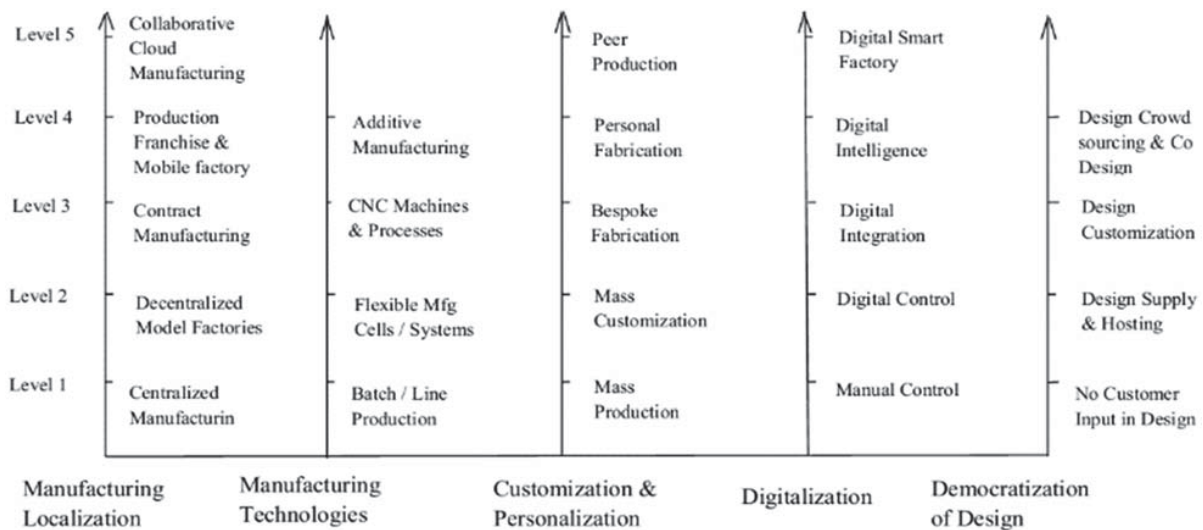 Level 5
Collaborative
Cloud
Manufacturing
Peer
Production
Digital Smart
Factory
Level 4
Production
Franchise &
Mobile factory
Additive
Manufacturing
Personal
Fabrication
Digital
Intelligence
Design Crowd
sourcing & Co
Design
Level 3
Contract
Manufacturing
CNC Machines
& Processes
Bespoke
Fabrication
Digital
Integration
Design
Customization
Level 2
Decentralized
Model Factories
Flexible Mfg
Cells / Systems
Mass
Customization
Digital Control
Design Supply
& Hosting
Level 1
Centralized
Manufacturin
Batch / Line
Production
Mass
Production
Manual Control
No Customer
Input in Design
Manufacturing
Localization
Manufacturing
Technologies
Customization &
Personalization
Digitalization
Democratization
of Design